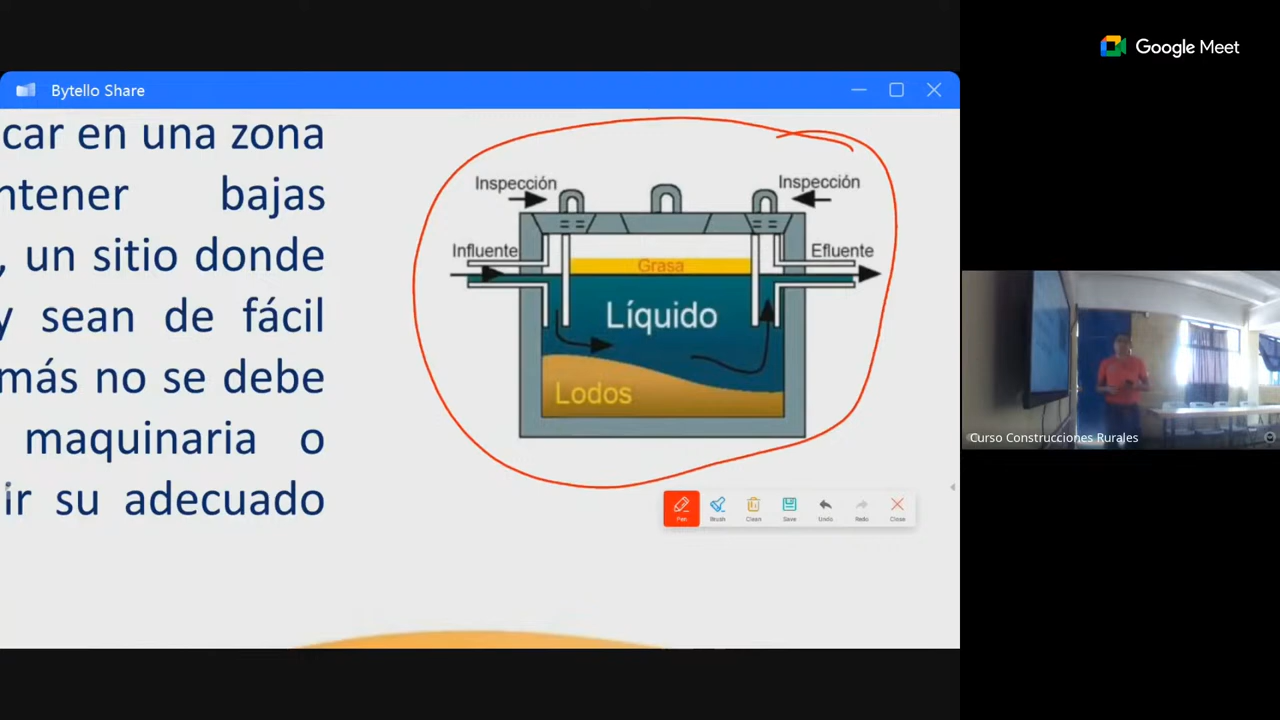 Google Meet
Bytello Share
car en una zona
ntener bajas
, un sitio donde
y sean de fácil
más no se debe
maquinaria o
ir su adecuado
Inspección
Inspección
Influente
Efluente
Grasa
Líquido
Lodos
Pen
Brush
Clean
Save
Undo
Redo
Close
Curso Construcciones Rurales